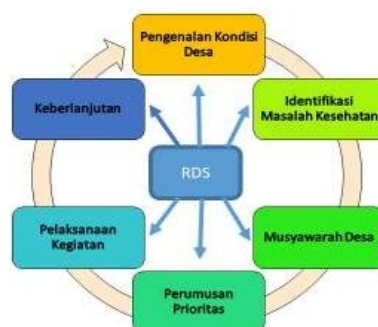 Pengenalan Kondisi
Desa
Identifikasi
Masalah Kesehatan
Musyawarah Desa
Perumusan
Prioritas
Pelaksanaan
Kegiatan
Keberlanjutan
RDS